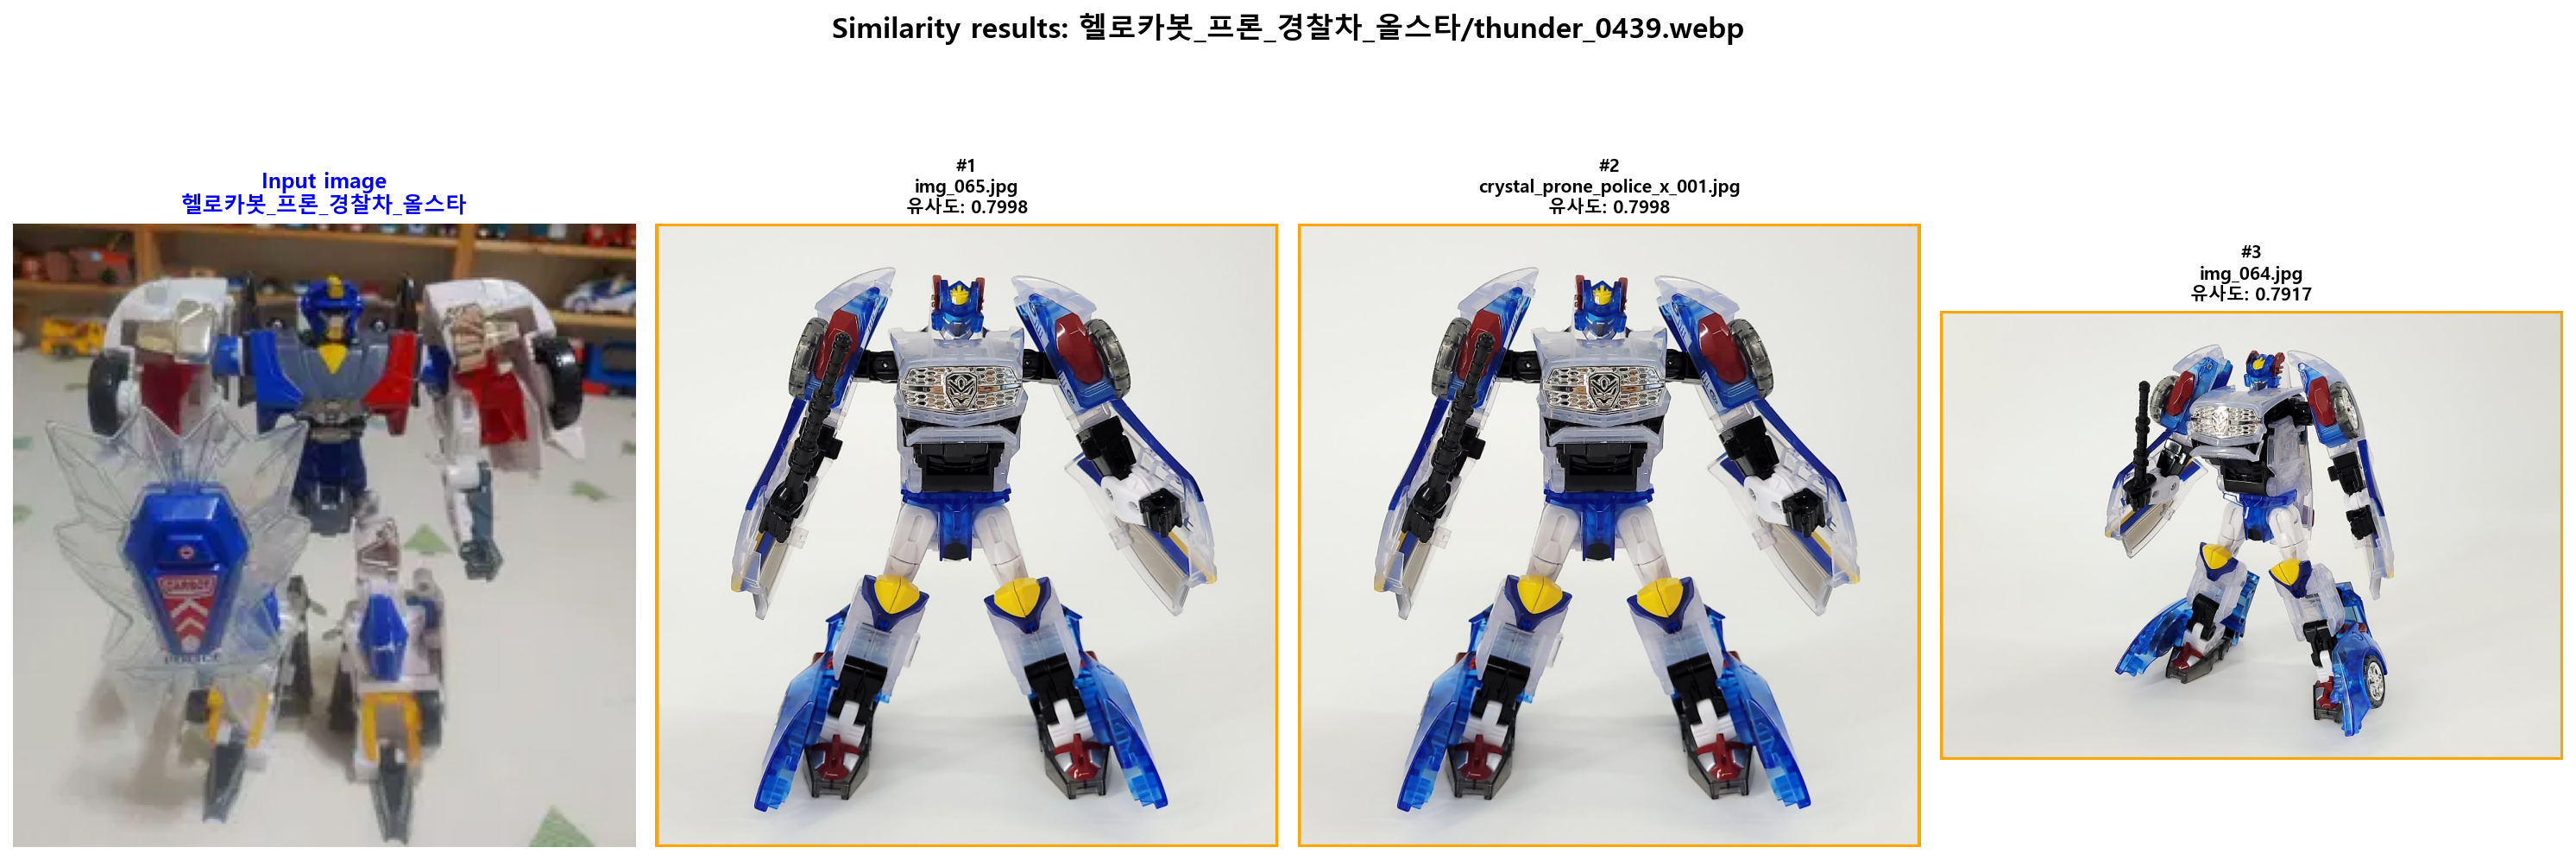 Similarity results: 헬로카봇_프론_경찰차_올스타/thunder_0439.webp
Input image
헬로카봇_프론_경찰차_올스타
#1
img_065.jpg
유사도: 0.7998
#2
crystal_prone_police_x_001.jpg
유사도: 0.7998
#3
img_064.jpg
유사도: 0.7917
POLICE